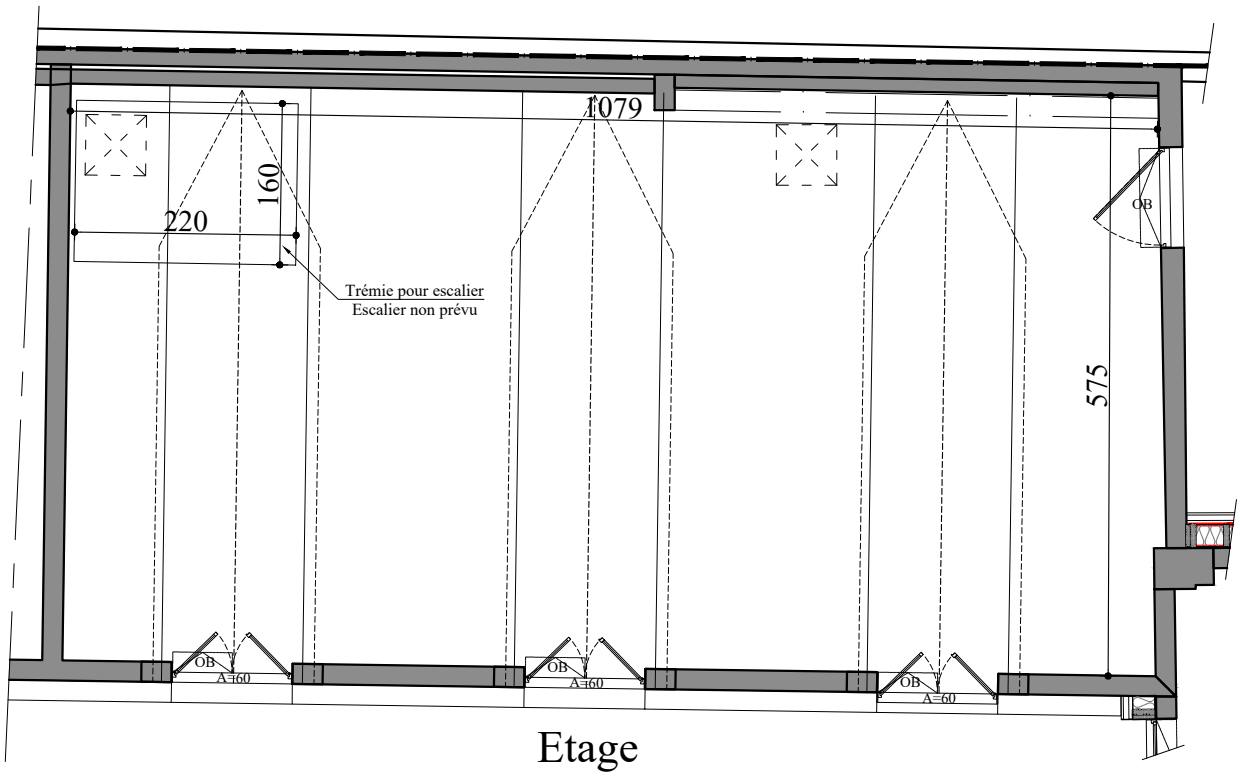 1079
160
OB
220
Trémie pour escalier
Escalier non prévu
575
OB
A=60
OB
A=60
OB
A=60
Etage